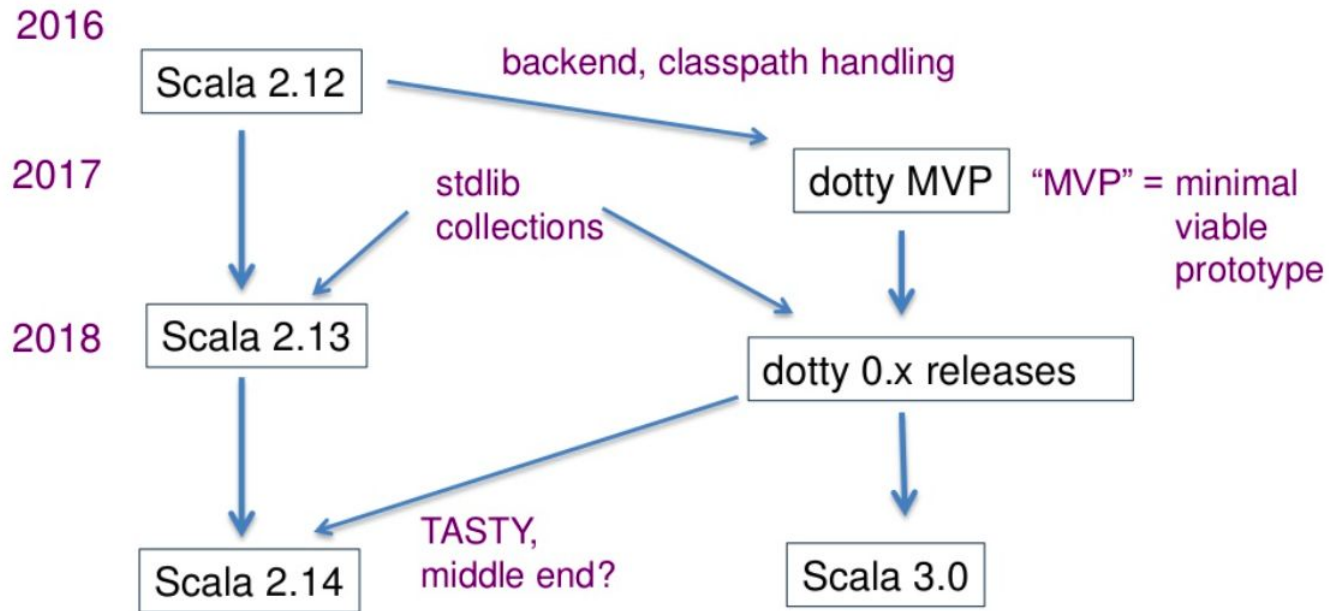 2016
Scala 2.12
backend, classpath handling
2017
dotty MVP
“MVP” = minimal
viable
prototype
stdlib
collections
2018
Scala 2.13
dotty 0.x releases
TASTY,
middle end?
Scala 2.14
Scala 3.0